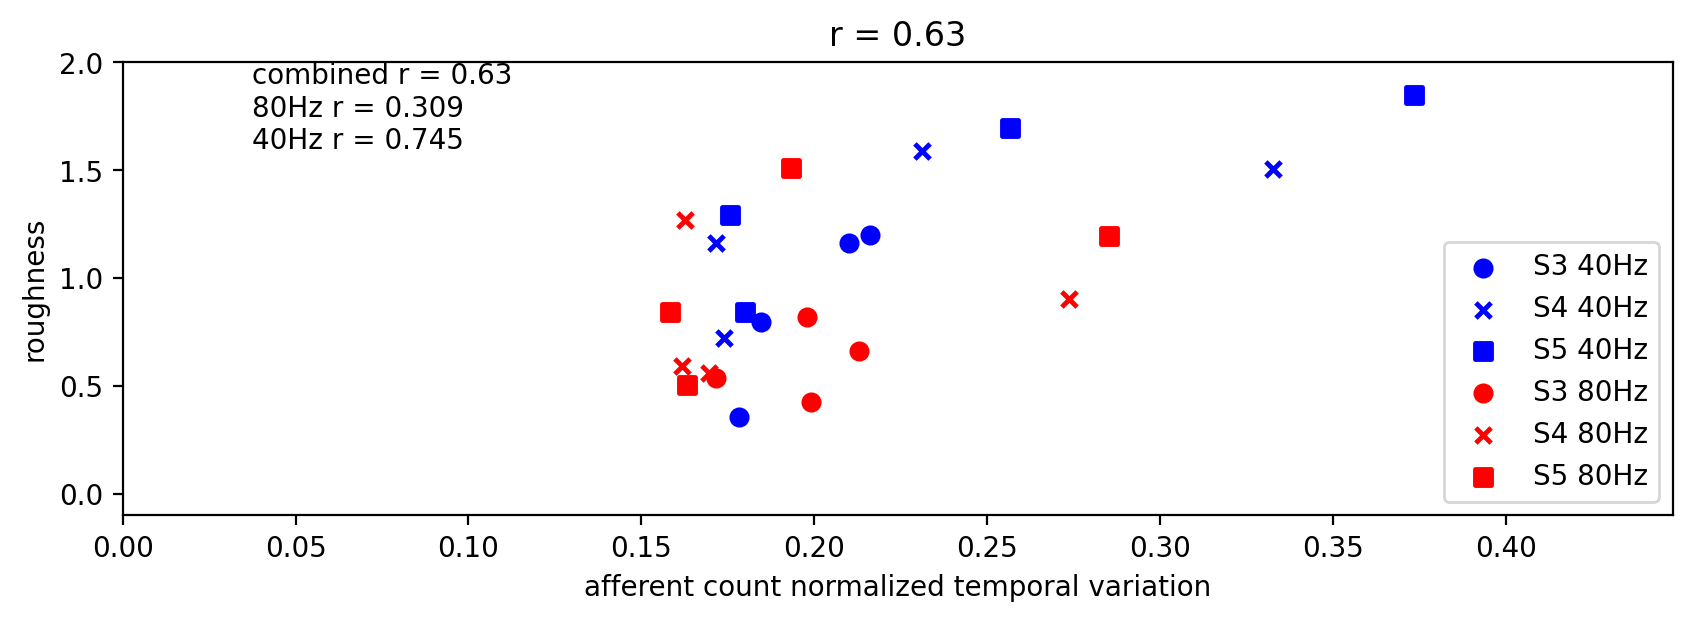 r = 0.63
combined r = 0.63
80Hz r = 0.309
40Hz r = 0.745
2.0
1.5
1.0
0.5
0.0
roughness
S3 40Hz
S4 40Hz
S5 40Hz
S3 80Hz
S4 80Hz
S5 80Hz
0.00 0.05 0.10 0.15 0.20 0.25 0.30 0.35 0.40
afferent count normalized temporal variation